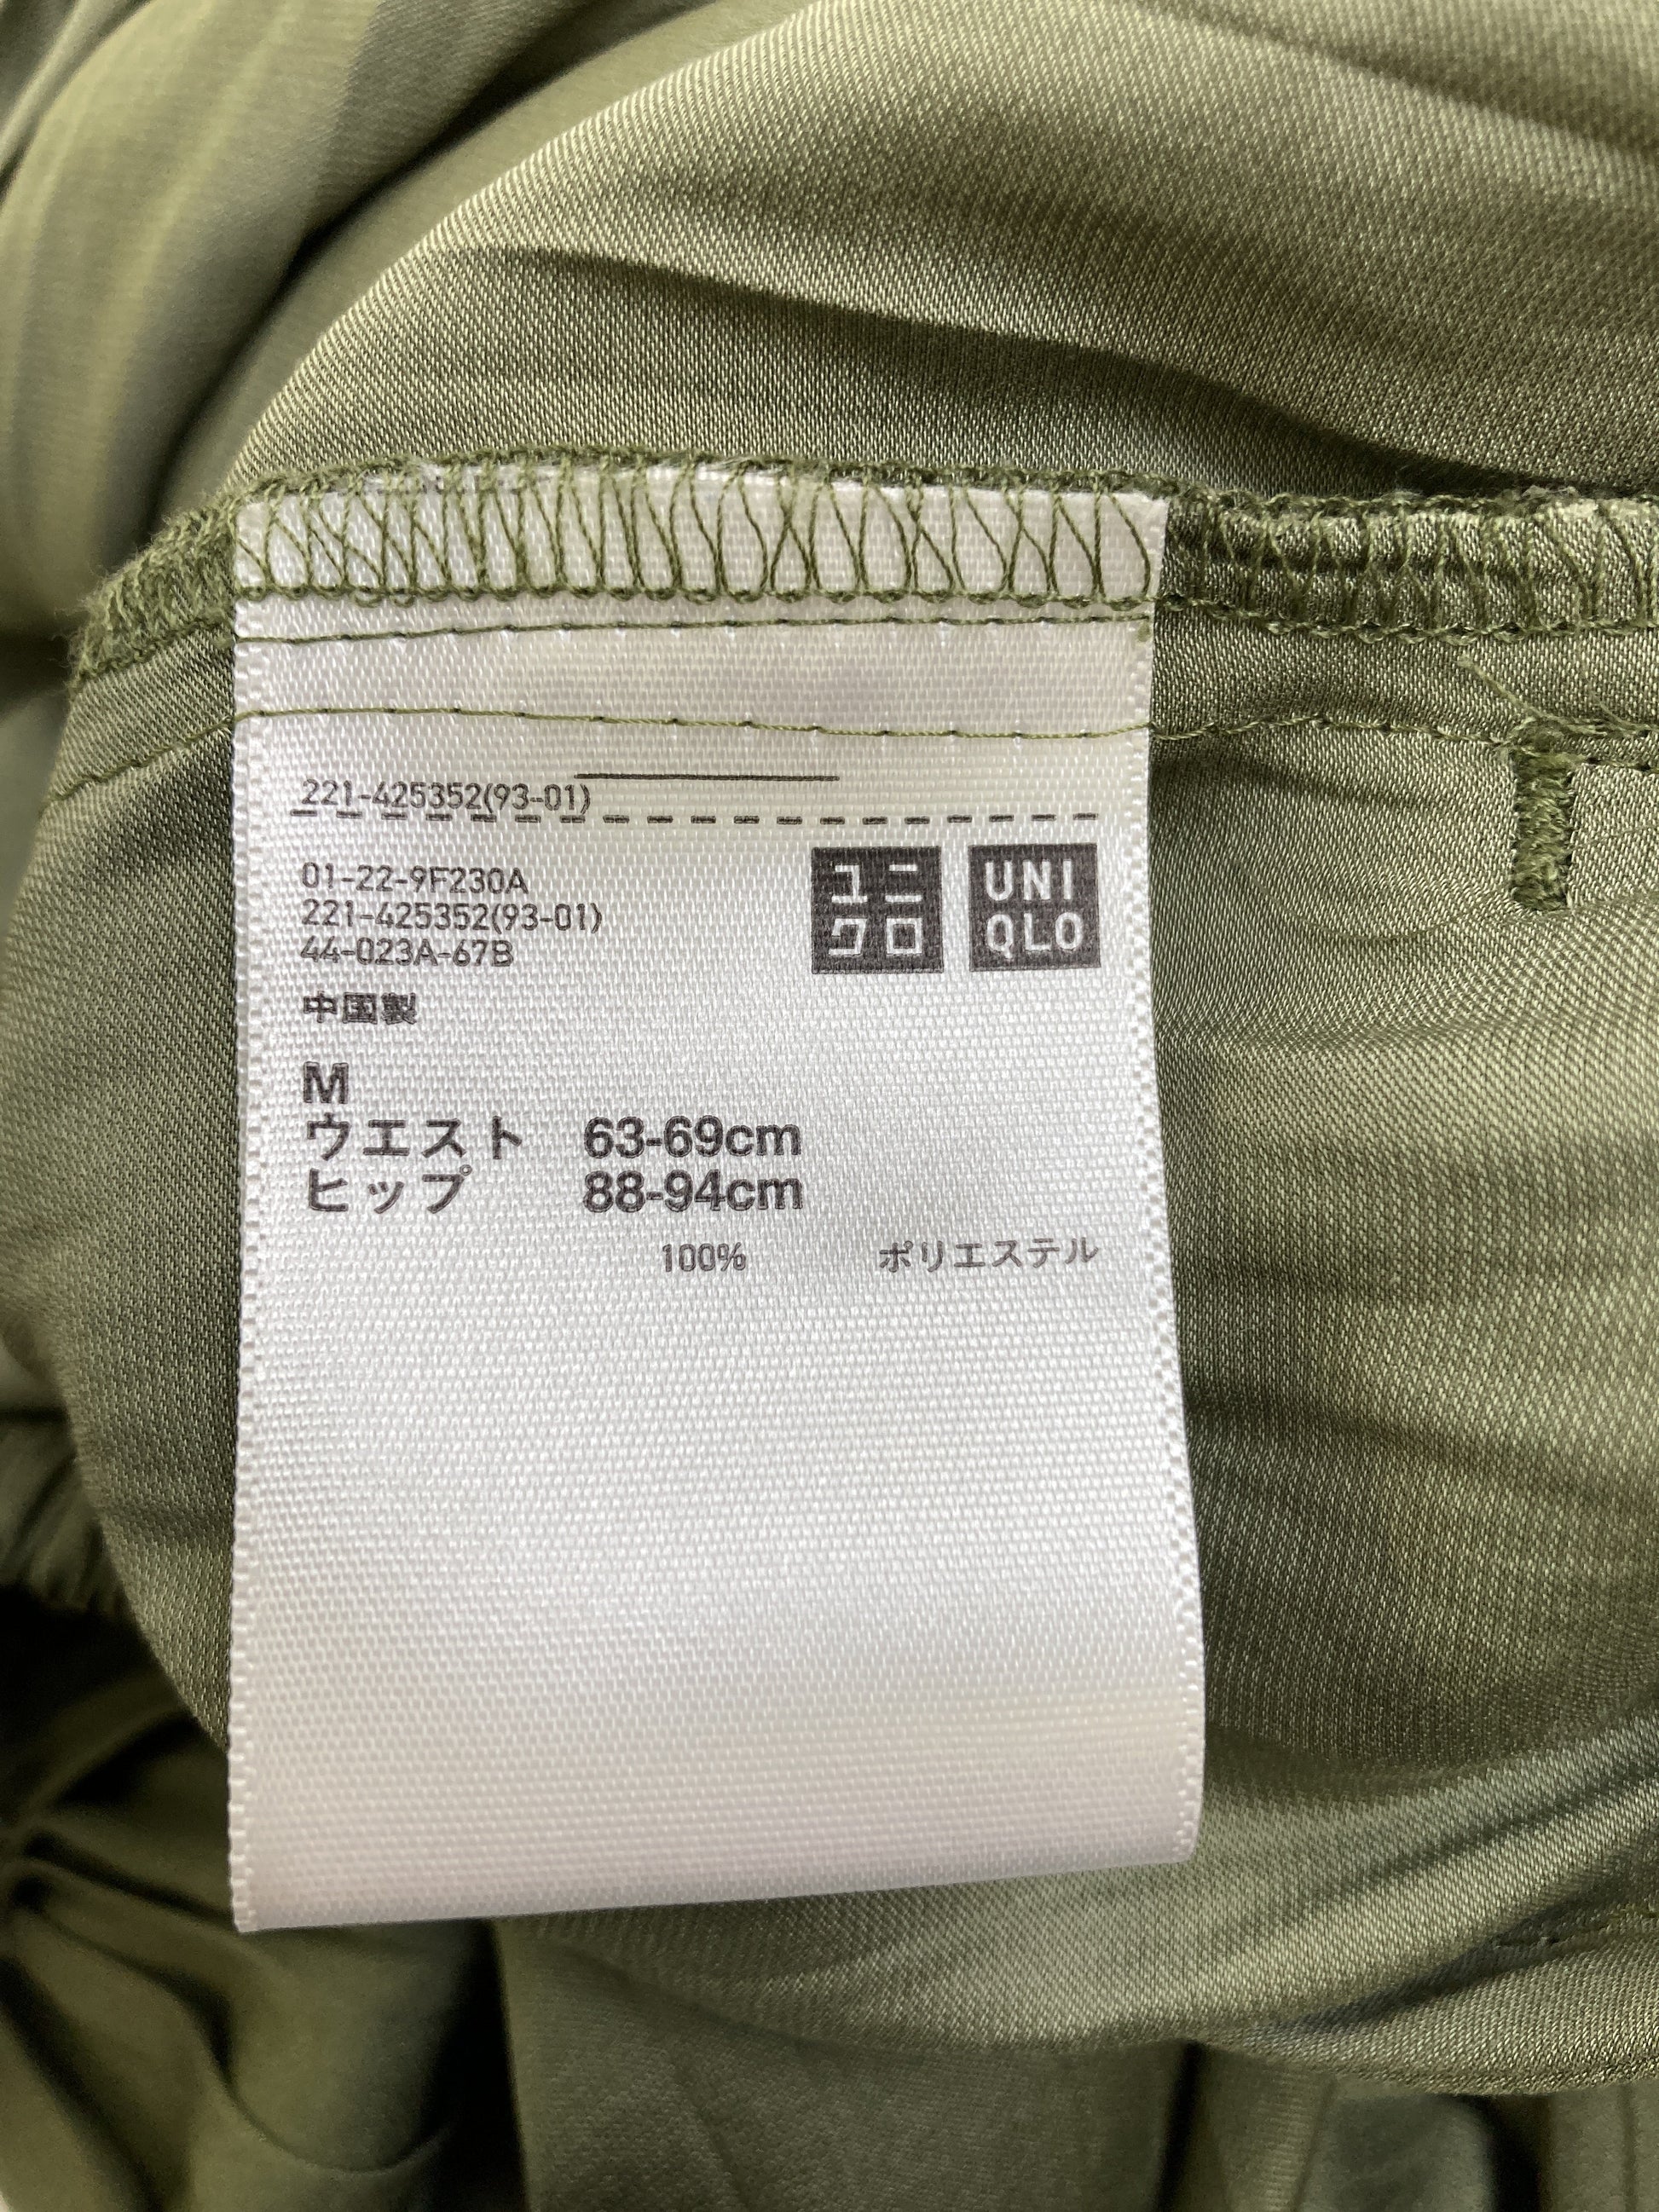 221-425352(93-01)
01-22-9F230A
221-425352(93-01)
44-023A-67B
ユニ
クロ
UNI
QLO
中国製
M
ウエスト 63-69cm
ヒップ 88-94cm
100% ポリエステル